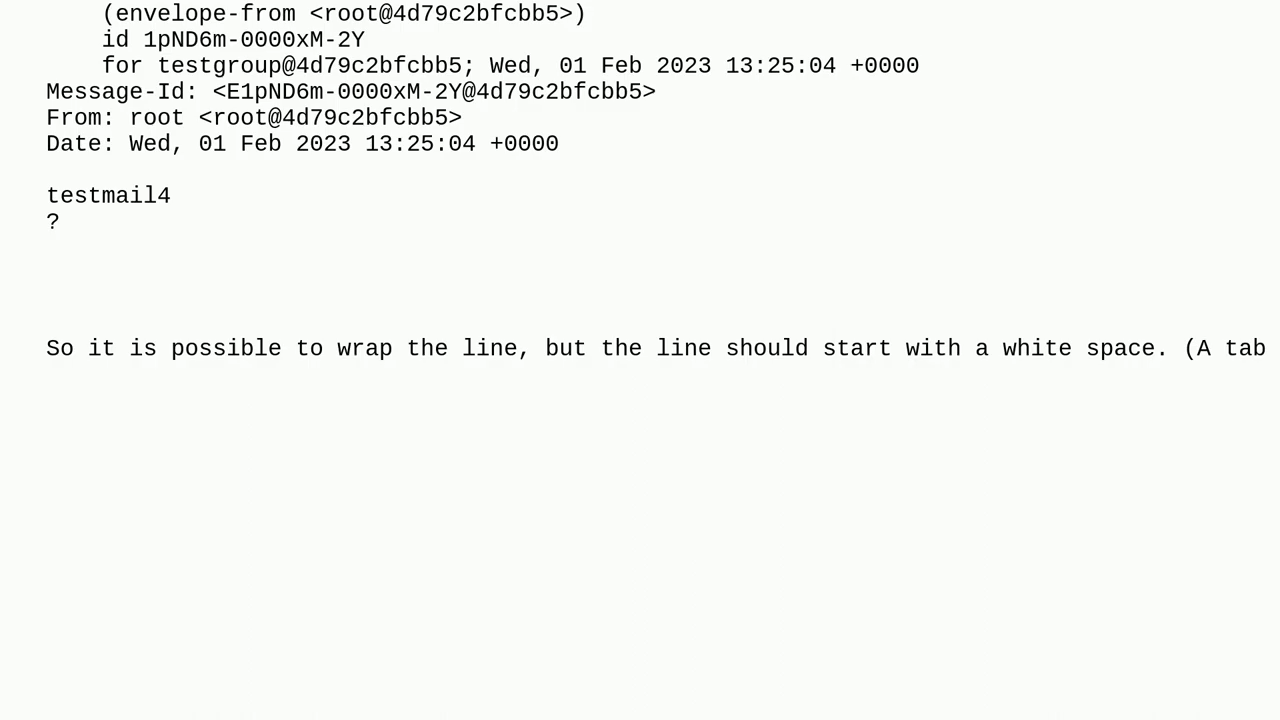 (envelope-from <root@4d79c2bfcbb5>)
id 1pND6m-0000xM-2Y
for testgroup@4d79c2bfcbb5; Wed, 01 Feb 2023 13:25:04 +0000
Message-Id: <E1pND6m-0000xM-2Y@4d79c2bfcbb5>
From: root <root@4d79c2bfcbb5>
Date: Wed, 01 Feb 2023 13:25:04 +0000
testmail4
?
So it is possible to wrap the line, but the line should start with a white space. (A tab